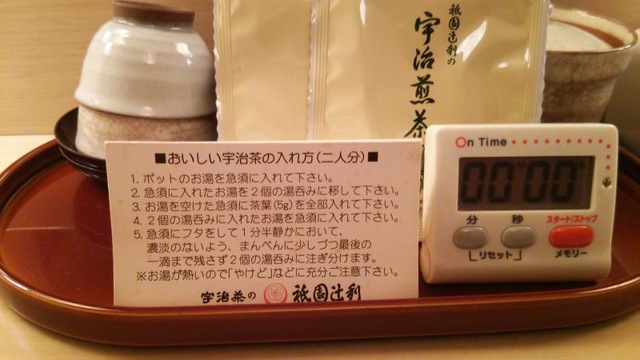 祇園辻利の
宇治煎茶
■おいしい宇治茶の入れ方(二人分)■
1. ポットのお湯を急須に入れて下さい。
2. 急須に入れたお湯を2個の湯呑みに移して下さい。
3. お湯を空けた急須に茶葉(5g)を全部入れて下さい。
4. 2個の湯呑みに入れたお湯を急須に入れて下さい。
5. 急須にフタをして1分半静かにして、
濃淡のないよう、まんべんに少しづつ最後の
一滴まで残さず2個の湯呑みに注ぎ分けます。
※お湯が熱いので「やけど」などに充分ご注意下さい。
宇治茶の 祇園辻利
On Time
00:00
分 秒 スタート/ストップ
リセット メモリー